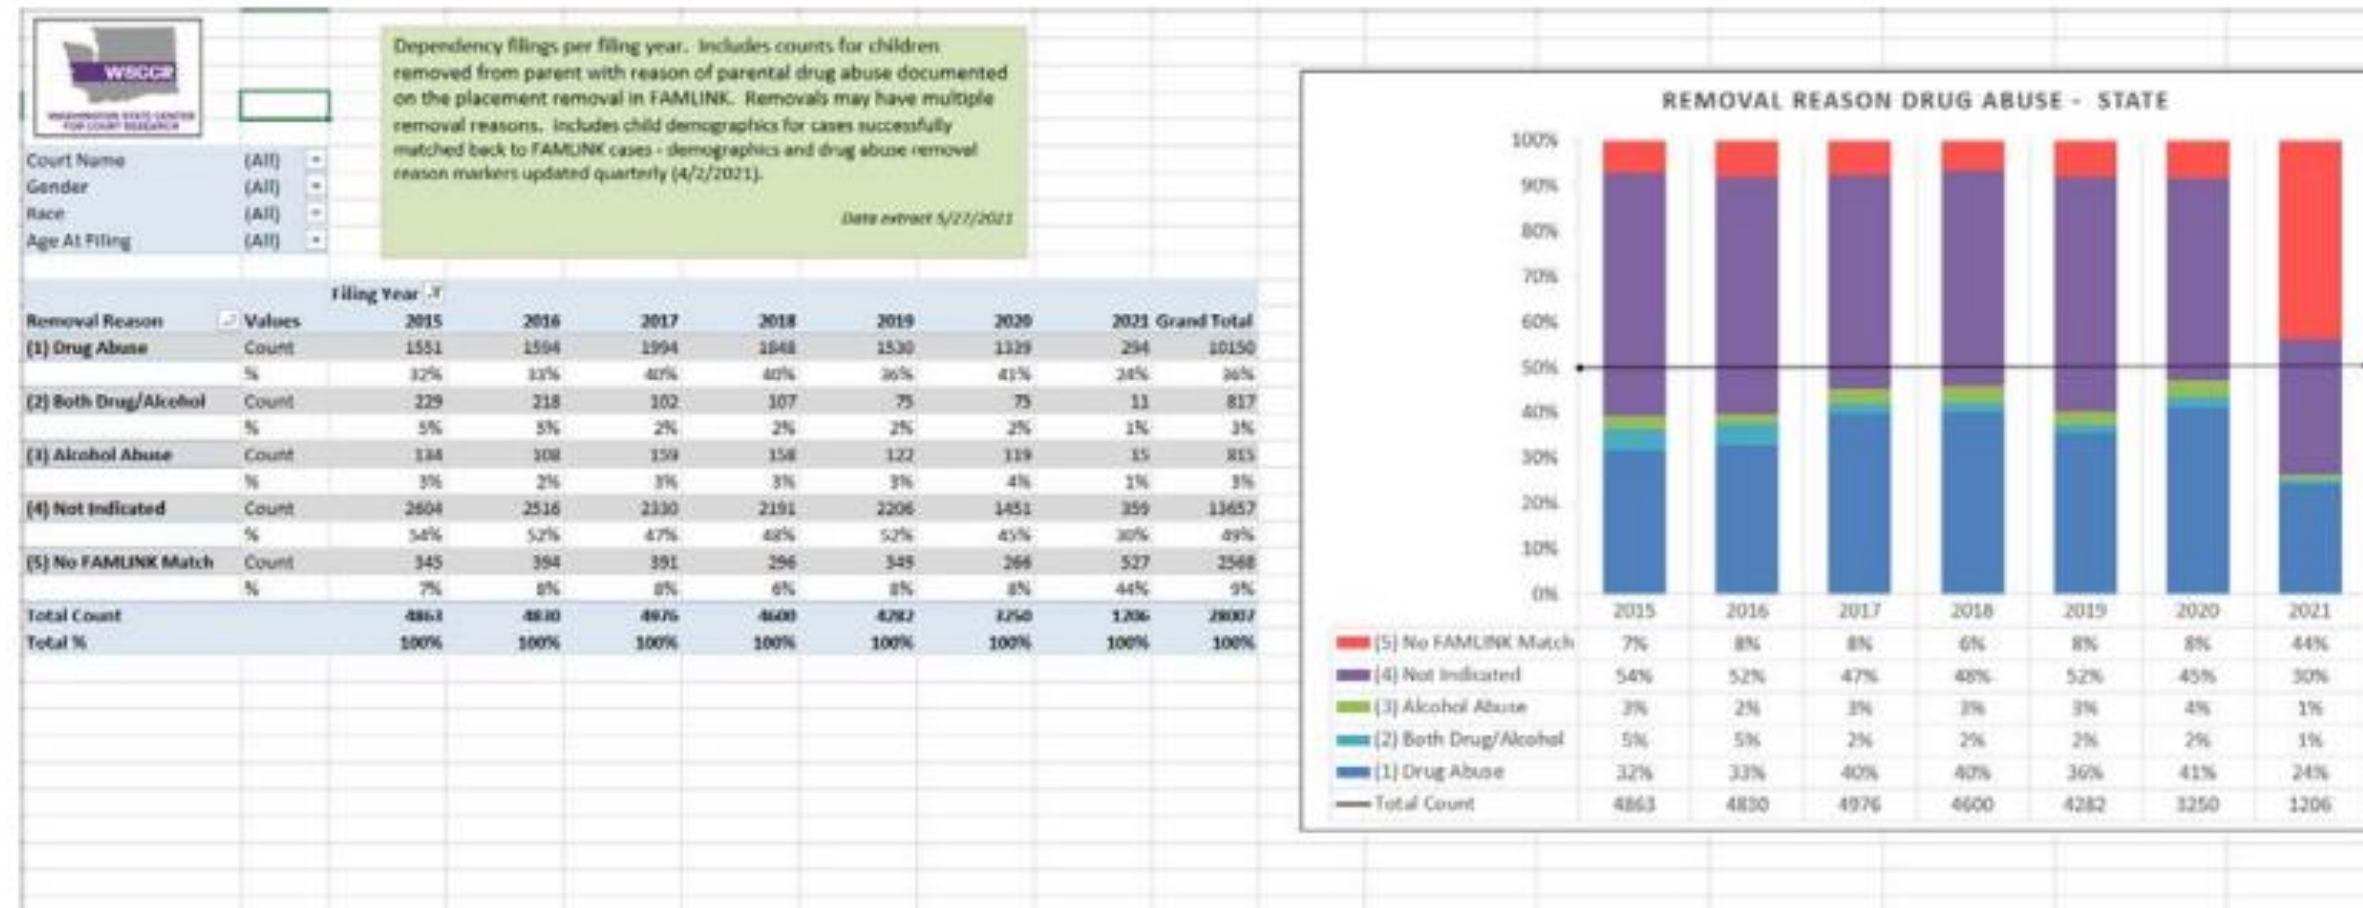 WSCCR
WASHINGTON STATE CENTER
FOR COURT RESEARCH
Dependency filings per filing year. Includes counts for children
removed from parent with reason of parental drug abuse documented
on the placement removal in FAMLINK. Removals may have multiple
removal reasons. Includes child demographics for cases successfully
matched back to FAMLINK cases - demographics and drug abuse removal
reason markers updated quarterly (4/2/2021).
Data extract 5/27/2021
Court Name (All)
Gender (All)
Race (All)
Age At Filing (All)
Filing Year
Removal Reason Values 2015 2016 2017 2018 2019 2020 2021 Grand Total
(1) Drug Abuse Count 1551 1594 1994 1848 1530 1339 294 10150
% 32% 33% 40% 40% 36% 41% 24% 36%
(2) Both Drug/Alcohol Count 229 218 102 107 75 75 11 817
% 5% 5% 2% 2% 2% 2% 1% 3%
(3) Alcohol Abuse Count 134 108 159 158 122 119 15 815
% 3% 2% 3% 3% 3% 4% 1% 3%
(4) Not Indicated Count 2604 2516 2330 2191 2206 1451 359 13657
% 54% 52% 47% 48% 52% 45% 30% 49%
(5) No FAMLINK Match Count 345 394 391 296 349 266 527 2568
% 7% 8% 8% 6% 8% 8% 44% 9%
Total Count 4863 4830 4976 4600 4282 3250 1206 28007
Total % 100% 100% 100% 100% 100% 100% 100% 100%
REMOVAL REASON DRUG ABUSE - STATE
100%
90%
80%
70%
60%
50%
40%
30%
20%
10%
0%
2015 2016 2017 2018 2019 2020 2021
(5) No FAMLINK Match 7% 8% 8% 6% 8% 8% 44%
(4) Not Indicated 54% 52% 47% 48% 52% 45% 30%
(3) Alcohol Abuse 3% 2% 3% 3% 3% 4% 1%
(2) Both Drug/Alcohol 5% 5% 2% 2% 2% 2% 1%
(1) Drug Abuse 32% 33% 40% 40% 36% 41% 24%
Total Count 4863 4830 4976 4600 4282 3250 1206